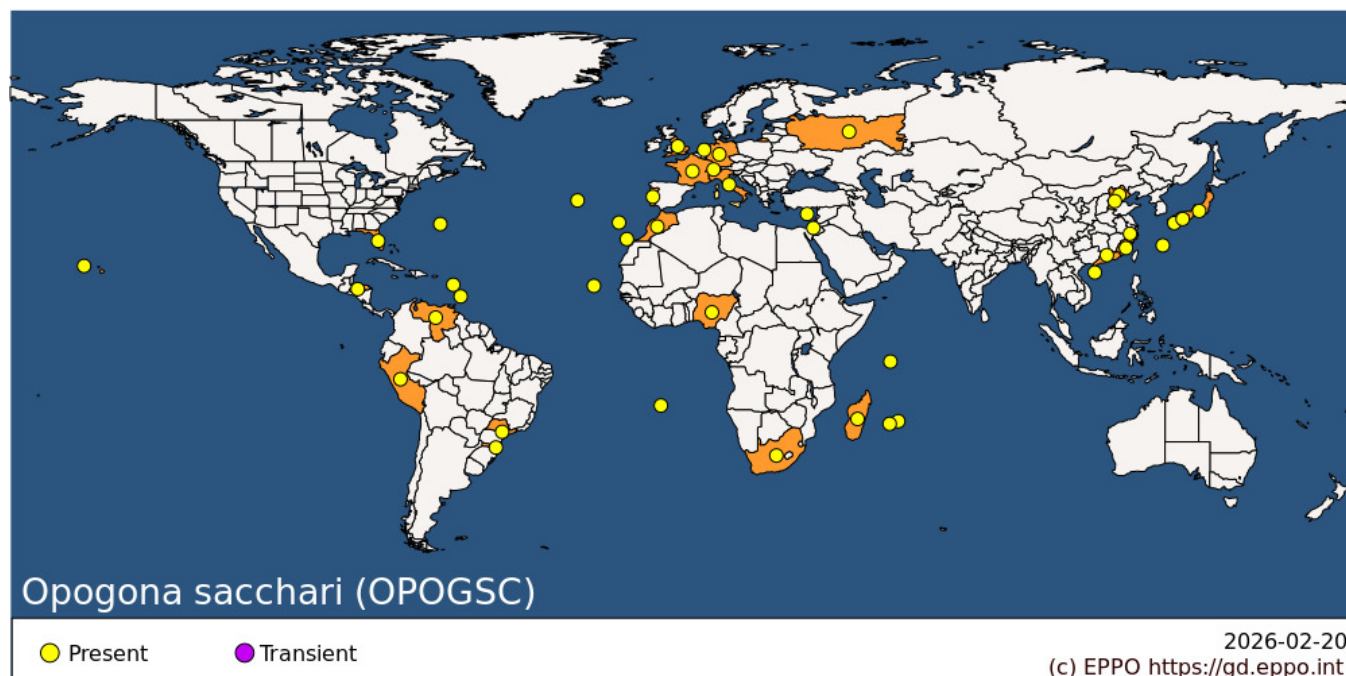 Opogona sacchari (OPOGSC)
Present
Transient
2026-02-20
(c) EPPO https://gd.eppo.int